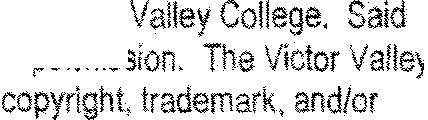 Valley College. Said
sion. The Victor Valley
copyright, trademark, and/or